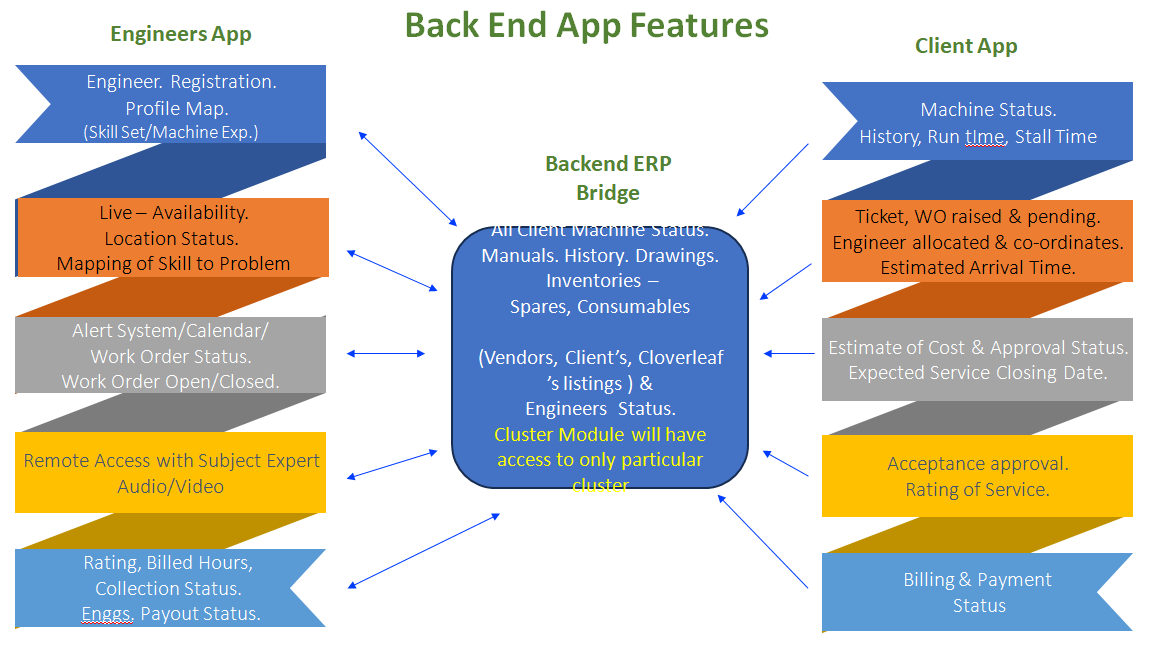 Back End App Features
Engineers App
Engineer. Registration.
Profile Map.
(Skill Set/Machine Exp.)
Live – Availability.
Location Status.
Mapping of Skill to Problem
Alert System/Calendar/
Work Order Status.
Work Order Open/Closed.
Remote Access with Subject Expert
Audio/Video
Rating, Billed Hours,
Collection Status.
Enggs. Payout Status.
Backend ERP
Bridge
All Client Machine Status.
Manuals. History. Drawings.
Inventories –
Spares, Consumables
(Vendors, Client’s, Cloverleaf
’s listings ) &
Engineers Status.
Cluster Module will have
access to only particular
cluster
Client App
Machine Status.
History, Run tIme, Stall Time
Ticket, WO raised & pending.
Engineer allocated & co-ordinates.
Estimated Arrival Time.
Estimate of Cost & Approval Status.
Expected Service Closing Date.
Acceptance approval.
Rating of Service.
Billing & Payment
Status